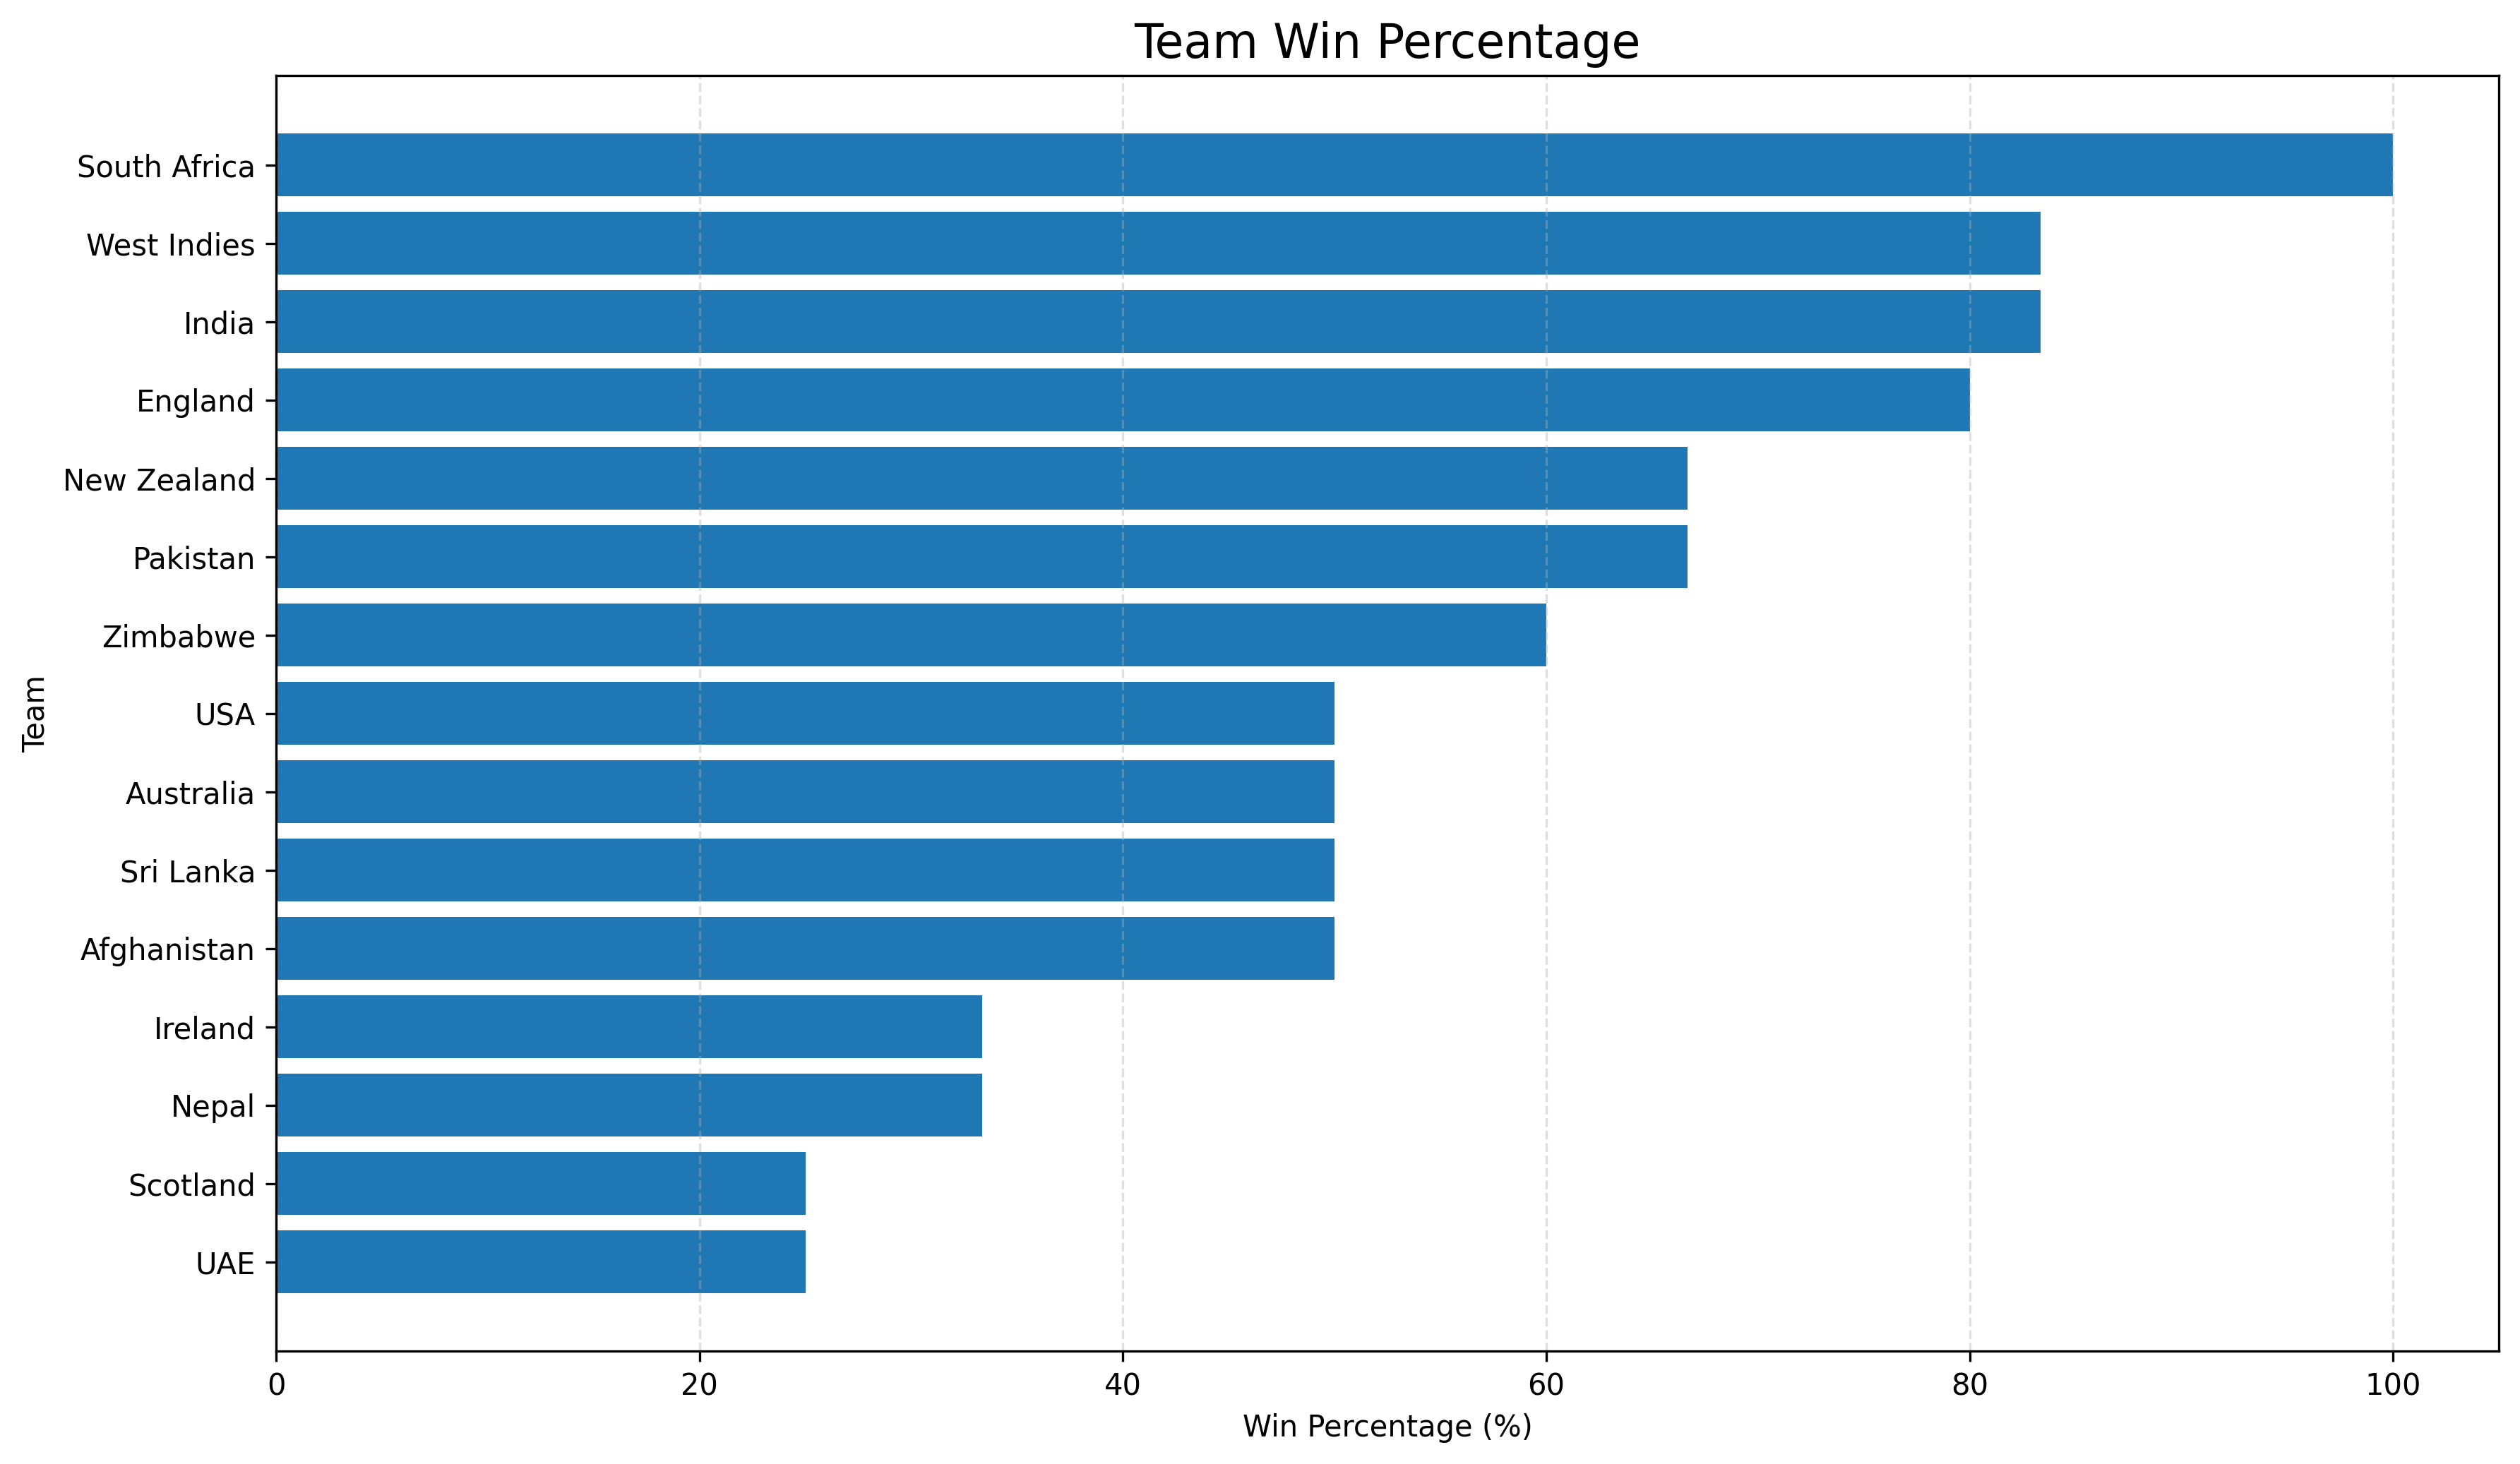 Team Win Percentage
South Africa
West Indies
India
England
New Zealand
Pakistan
Zimbabwe
USA
Australia
Sri Lanka
Afghanistan
Ireland
Nepal
Scotland
UAE
Team
0 20 40 60 80 100
Win Percentage (%)